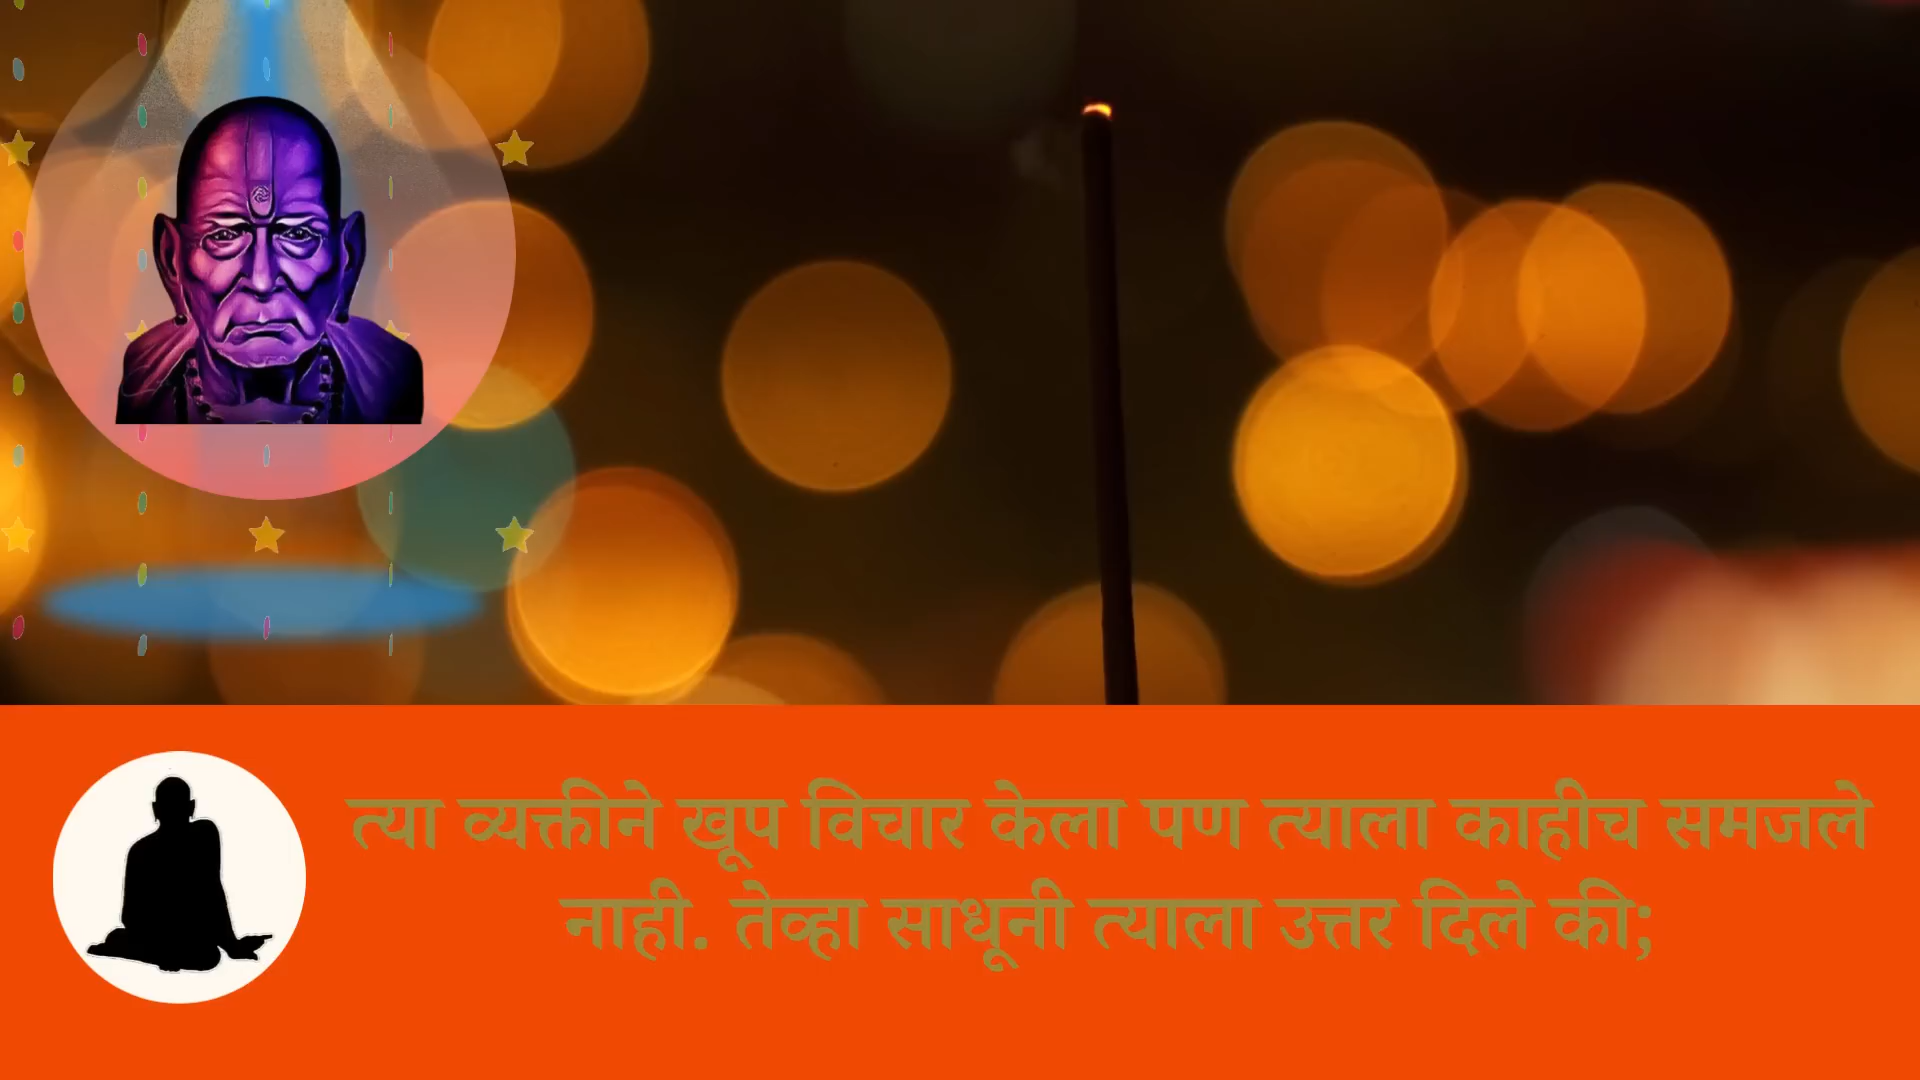 त्या व्यक्तीने खूप विचार केला पण त्याला काहीच समजले
नाही. तेव्हा साधूनी त्याला उत्तर दिले की;